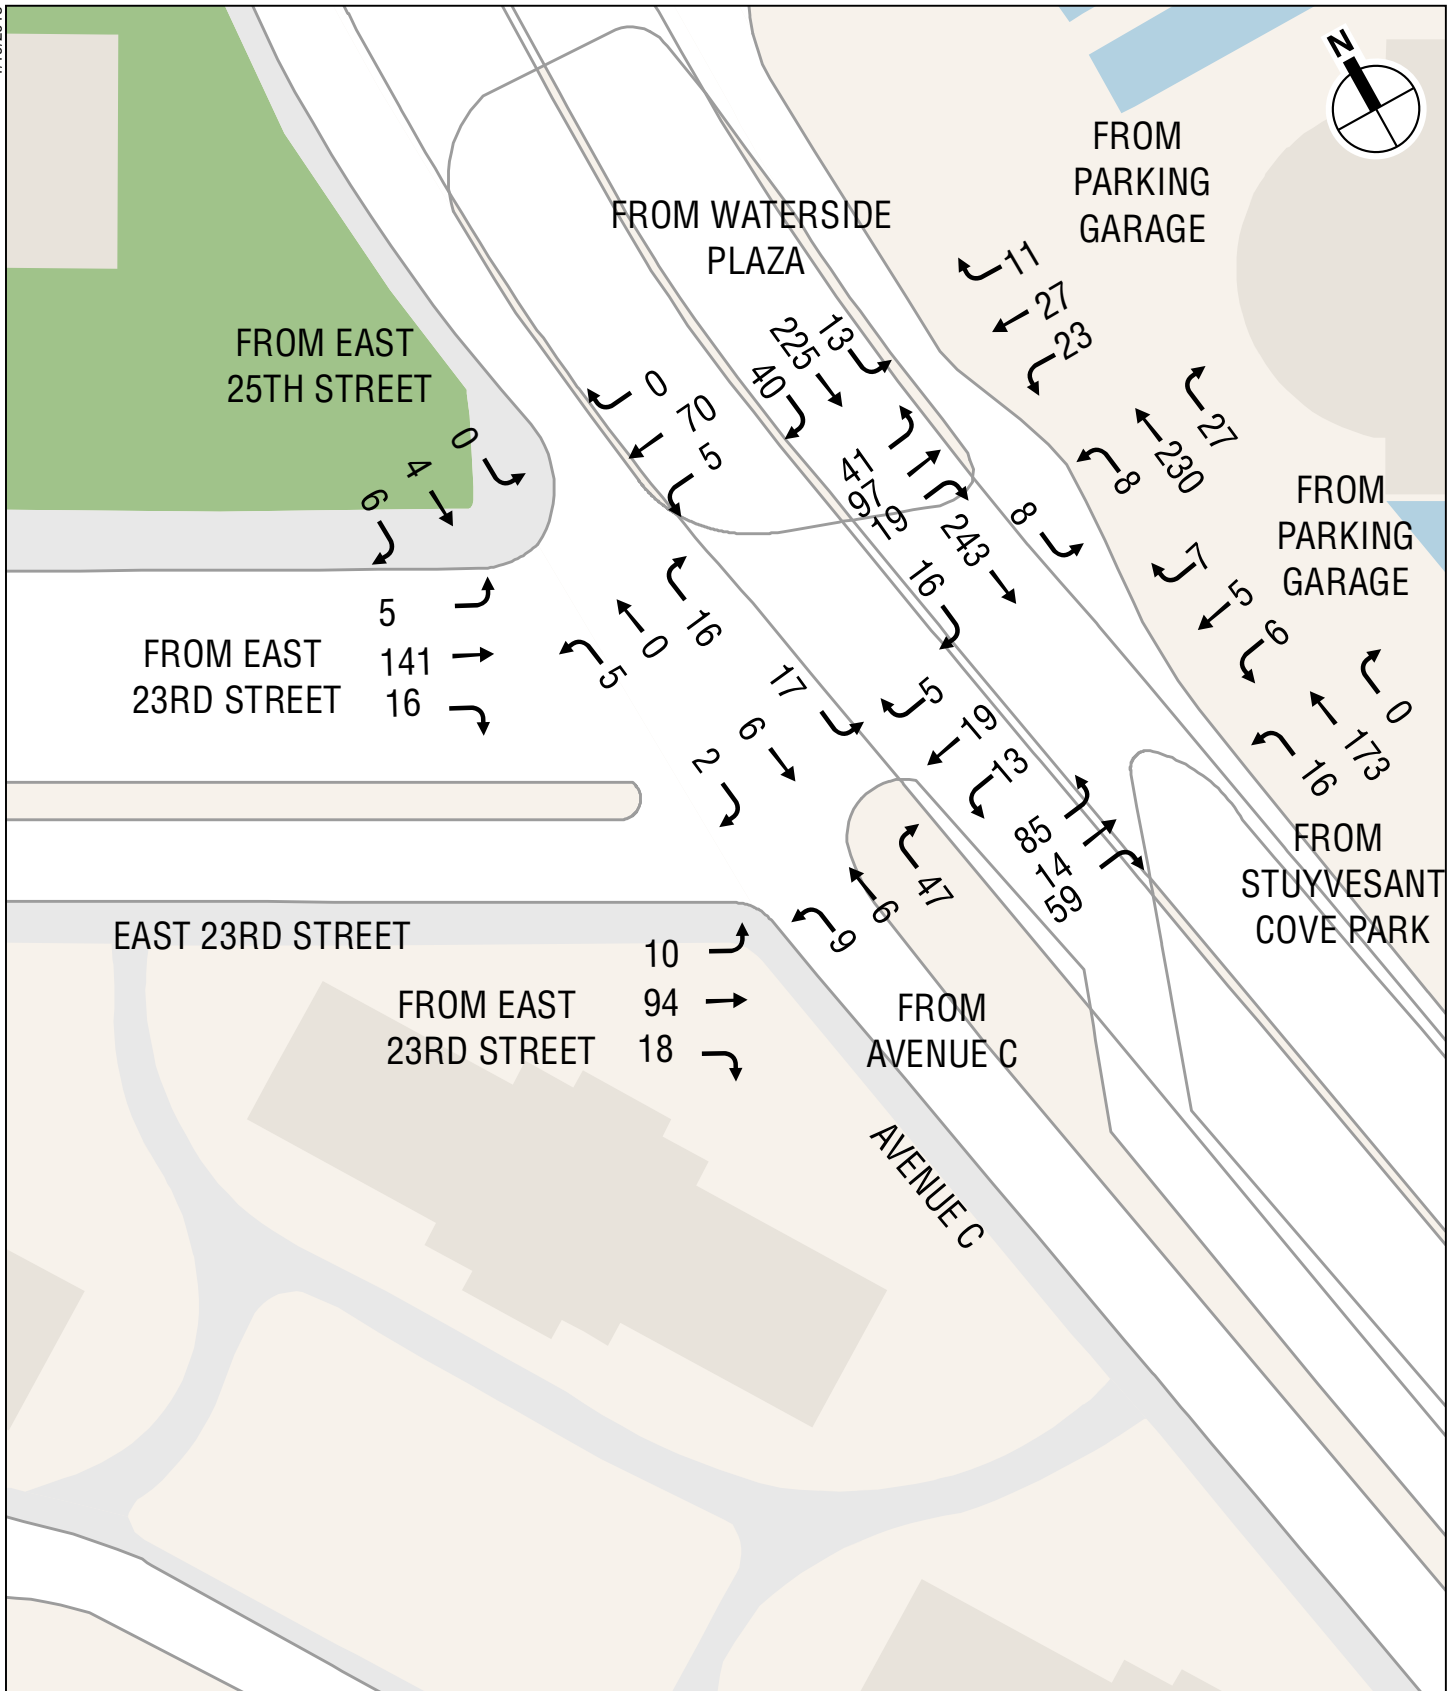 N
FROM
PARKING
GARAGE
FROM WATERSIDE
PLAZA
11
27
23
13
225
40
FROM EAST
25TH STREET
0
70
5
0
4
6
27
230
8
41
97
19
8
243
16
FROM
PARKING
GARAGE
7
5
6
5
141
16
FROM EAST
23RD STREET
16
0
5
17
6
2
5
19
13
0
173
16
85
14
59
FROM
STUYVESANT
COVE PARK
47
6
9
EAST 23RD STREET
10
94
18
FROM EAST
23RD STREET
FROM
AVENUE C
AVENUE C